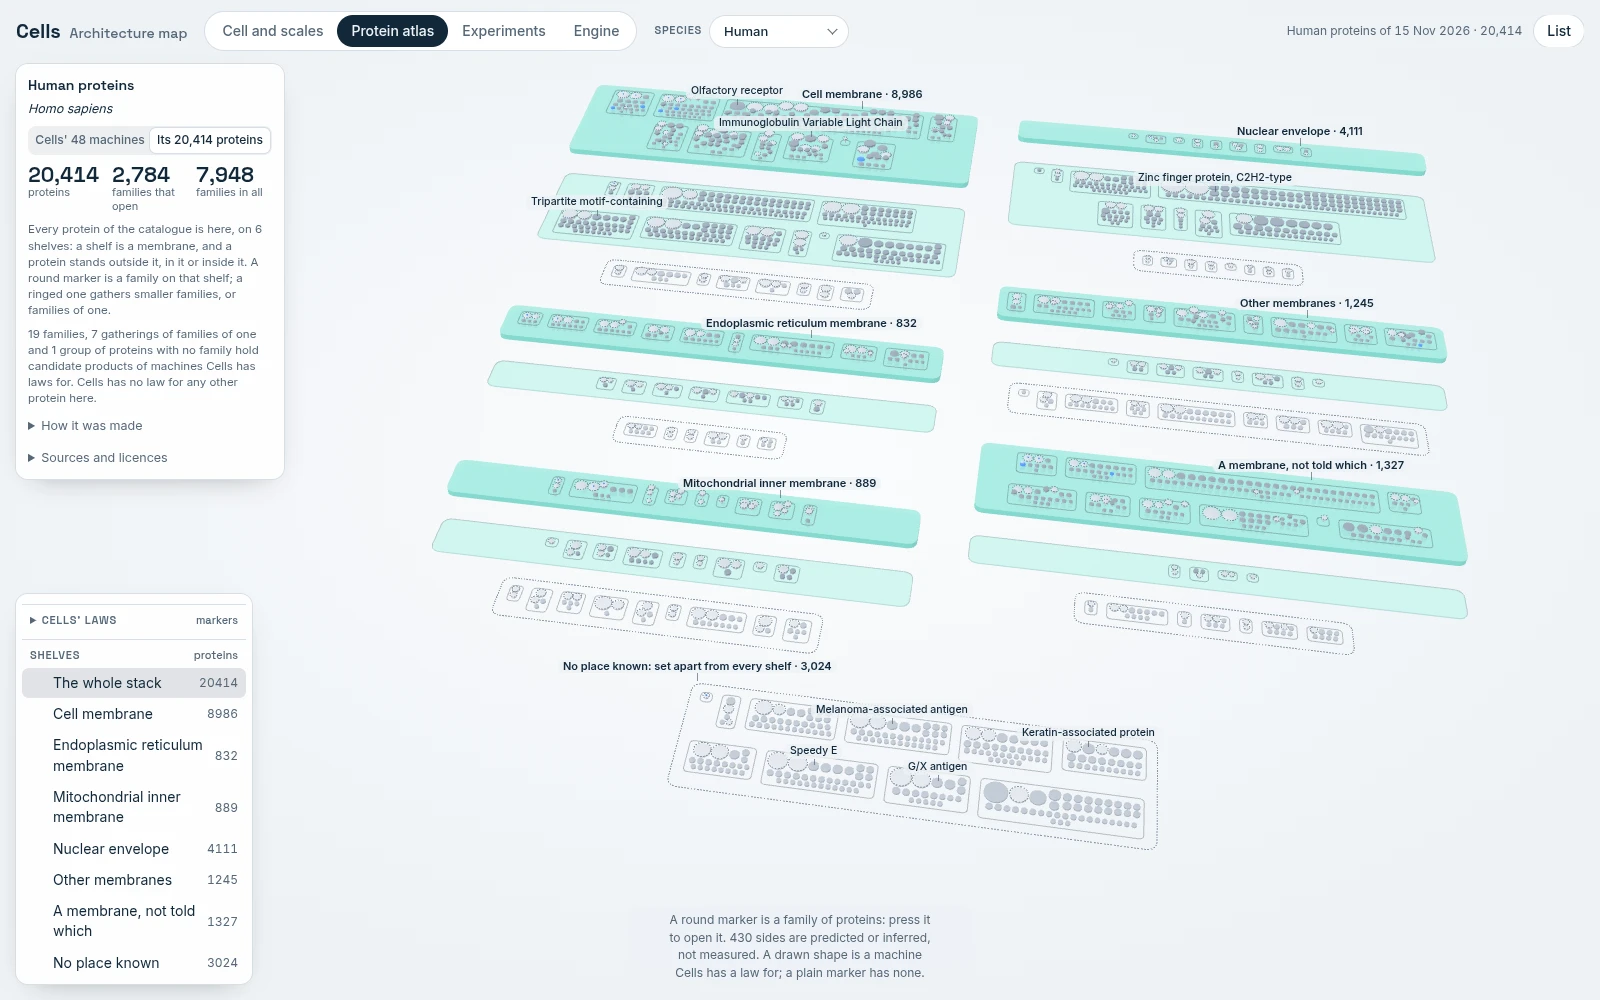 Cells Architecture map
Cell and scales
Protein atlas
Experiments
Engine
SPECIES
Human
Human proteins of 15 Nov 2026 · 20,414
List
Human proteins
Homo sapiens
Cells' 48 machines
Its 20,414 proteins
20,414 proteins
2,784 families that open
7,948 families in all
Every protein of the catalogue is here, on 6
shelves: a shelf is a membrane, and a
protein stands outside it, in it or inside it. A
round marker is a family on that shelf; a
ringed one gathers smaller families, or
families of one.
19 families, 7 gatherings of families of one
and 1 group of proteins with no family hold
candidate products of machines Cells has
laws for. Cells has no law for any other
protein here.
How it was made
Sources and licences
CELLS' LAWS markers
SHELVES proteins
The whole stack 20414
Cell membrane 8986
Endoplasmic reticulum
membrane 832
Mitochondrial inner
membrane 889
Nuclear envelope 4111
Other membranes 1245
A membrane, not told
which 1327
No place known 3024
Olfactory receptor
Cell membrane · 8,986
Immunoglobulin Variable Light Chain
Nuclear envelope · 4,111
Zinc finger protein, C2H2-type
Tripartite motif-containing
Endoplasmic reticulum membrane · 832
Other membranes · 1,245
Mitochondrial inner membrane · 889
A membrane, not told which · 1,327
No place known: set apart from every shelf · 3,024
Melanoma-associated antigen
Keratin-associated protein
Speedy E
G/X antigen
A round marker is a family of proteins: press it
to open it. 430 sides are predicted or inferred,
not measured. A drawn shape is a machine
Cells has a law for; a plain marker has none.